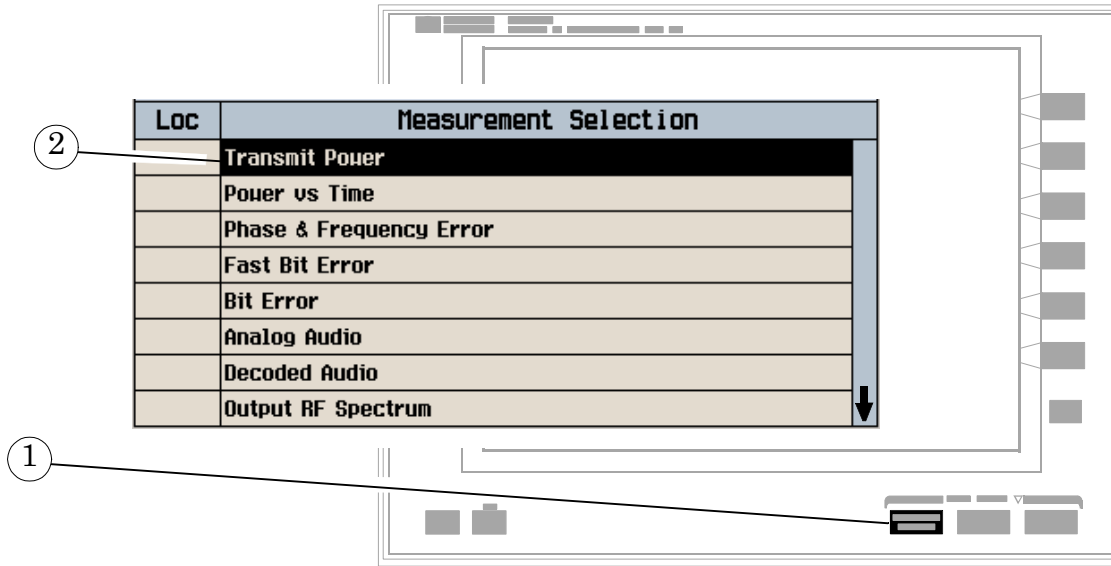 Loc Measurement Selection
2
Transmit Power
Power vs Time
Phase & Frequency Error
Fast Bit Error
Bit Error
Analog Audio
Decoded Audio
Output RF Spectrum
1